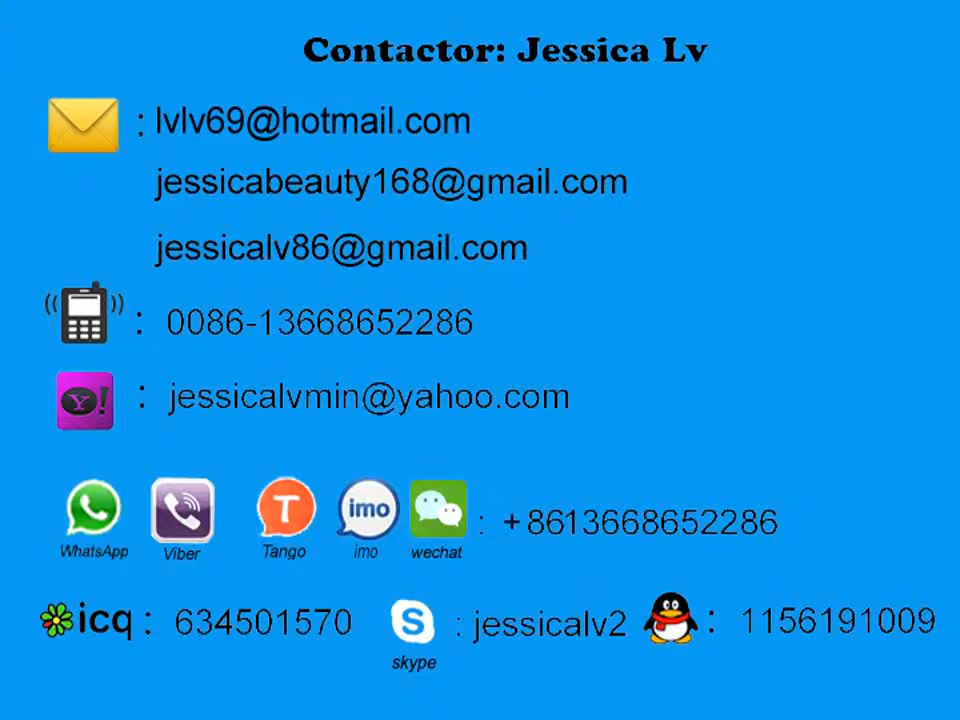 Contactor: Jessica Lv
: lvlv69@hotmail.com
jessicabeauty168@gmail.com
jessicalv86@gmail.com
: 0086-13668652286
Y! : jessicalvmin@yahoo.com
T imo : +8613668652286
WhatsApp Viber Tango imo wechat
icq : 634501570 S : jessicalv2 : 1156191009
skype